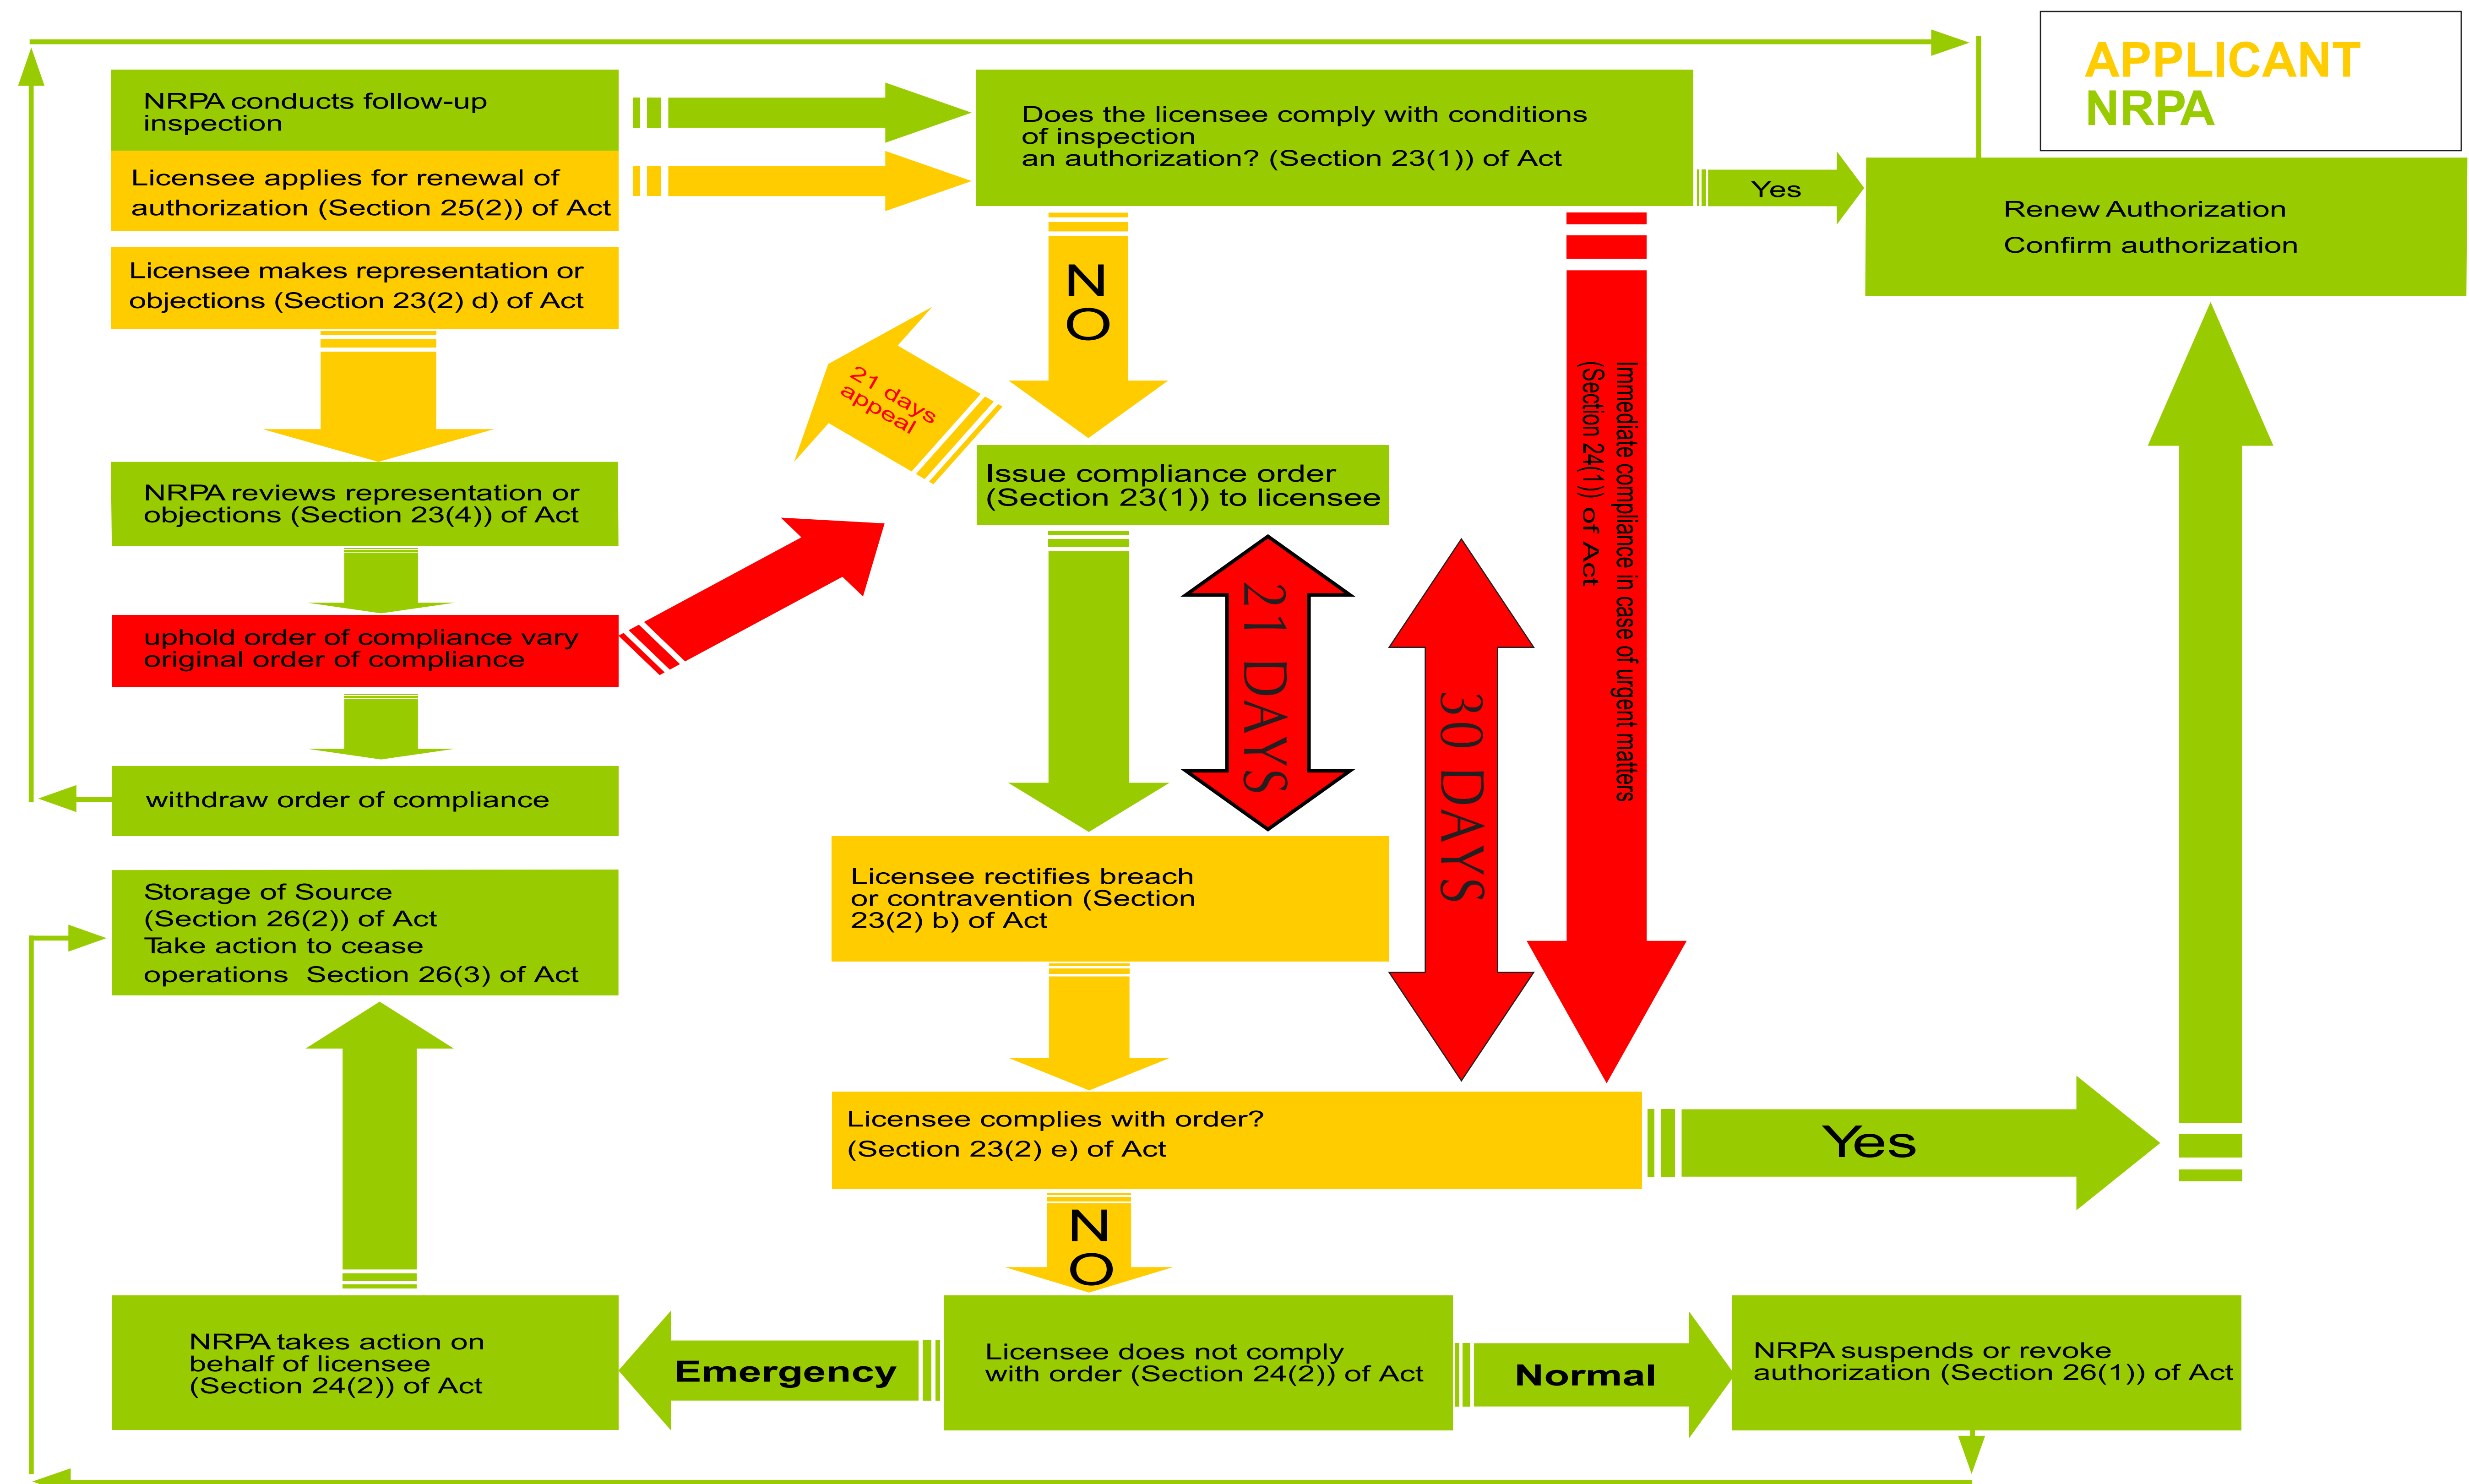 APPLICANT
NRPA
NRPA conducts follow-up
inspection
Licensee applies for renewal of
authorization (Section 25(2)) of Act
Licensee makes representation or
objections (Section 23(2) d) of Act
Does the licensee comply with conditions
of inspection
an authorization? (Section 23(1)) of Act
Yes
Renew Authorization
Confirm authorization
NO
21 days
appeal
Immediate compliance in case of urgent matters
(Section 24(1)) of Act
NRPA reviews representation or
objections (Section 23(4)) of Act
Issue compliance order
(Section 23(1)) to licensee
uphold order of compliance vary
original order of compliance
21 DAYS
30 DAYS
withdraw order of compliance
Storage of Source
(Section 26(2)) of Act
Take action to cease
operations Section 26(3) of Act
Licensee rectifies breach
or contravention (Section
23(2) b) of Act
Licensee complies with order?
(Section 23(2) e) of Act
Yes
NO
NRPA takes action on
behalf of licensee
(Section 24(2)) of Act
Emergency
Licensee does not comply
with order (Section 24(2)) of Act
Normal
NRPA suspends or revoke
authorization (Section 26(1)) of Act